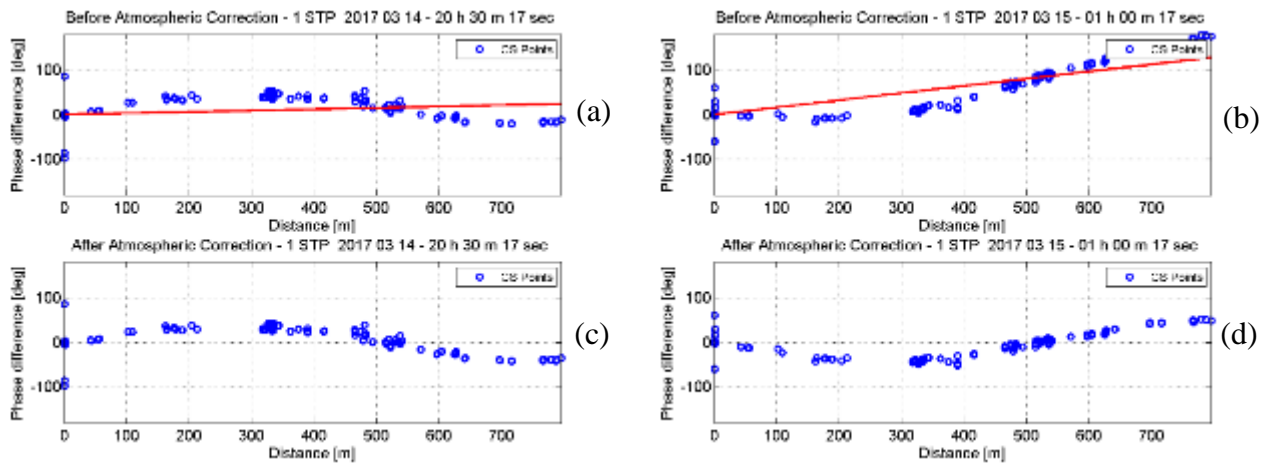 Before Atmospheric Correction - 1 STP 2017 03 14 - 20 h 30 m 17 sec
Phase difference [deg]
100
0
-100
CS Points
(a)
0 100 200 300 400 500 600 700
Distance [m]
Before Atmospheric Correction - 1 STP 2017 03 15 - 01 h 00 m 17 sec
Phase difference [deg]
100
0
-100
CS Points
(b)
0 100 200 300 400 500 600 700
Distance [m]
After Atmospheric Correction - 1 STP 2017 03 14 - 20 h 30 m 17 sec
Phase difference [deg]
100
0
-100
CS Points
(c)
0 100 200 300 400 500 600 700
Distance [m]
After Atmospheric Correction - 1 STP 2017 03 15 - 01 h 00 m 17 sec
Phase difference [deg]
100
0
-100
CS Points
(d)
0 100 200 300 400 500 600 700
Distance [m]